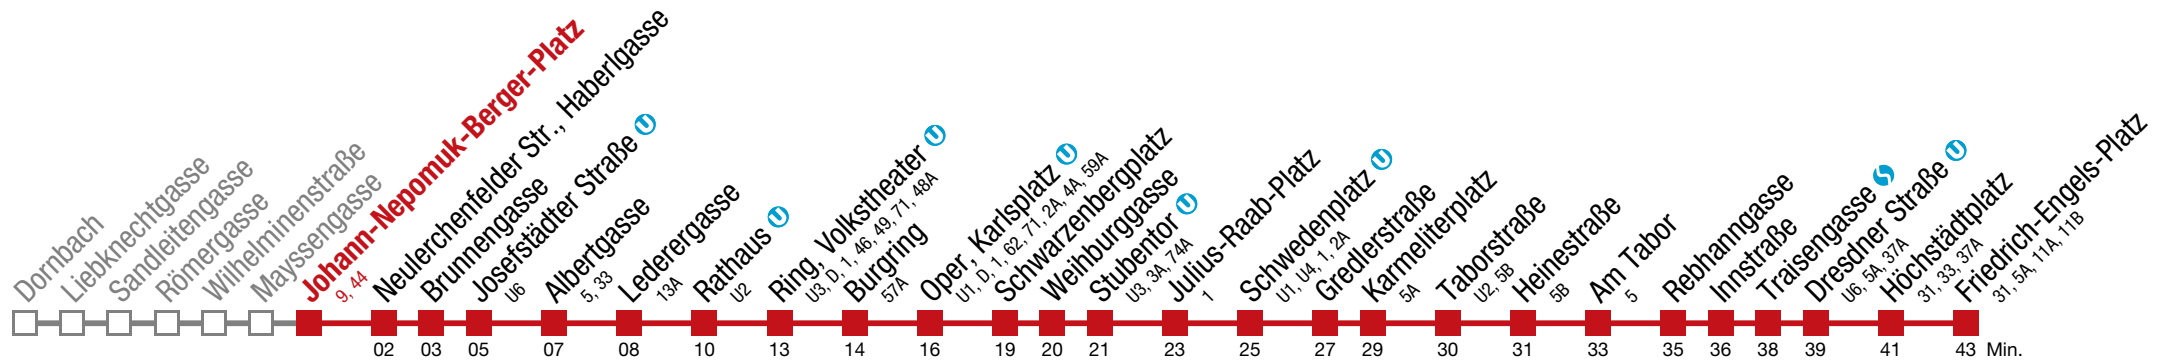 Dornbach
Liebknechtgasse
Sandleitengasse
Römergasse
Wilhelminenstraße
Mayssengasse
Johann-Nepomuk-Berger-Platz
9, 44
Neulerchenfelder Str., Haberlgasse
Brunnengasse
Josefstädter Straße U
U6
Albertgasse
5, 33
Lederergasse
13A
Rathaus U
U2
Ring, Volkstheater U
U3, D, 1, 46, 49, 71, 48A
Burgring
57A
Oper, Karlsplatz U
U1, D, 1, 62, 71, 2A, 4A, 59A
Schwarzenbergplatz
Weihburggasse
Stubentor U
U3, 3A, 74A
Julius-Raab-Platz
1
Schwedenplatz U
U1, U4, 1, 2A
Gredlerstraße
Karmeliterplatz
5A
Taborstraße
U2, 5B
Heinestraße
5B
Am Tabor
5
Rebhanngasse
Innstraße
Traisengasse
Dresdner Straße U
U6, 5A, 37A
Höchstädtplatz
31, 33, 37A
Friedrich-Engels-Platz
31, 5A, 11A, 11B
02 03 05 07 08 10 13 14 16 19 20 21 23 25 27 29 30 31 33 35 36 38 39 41 43 Min.